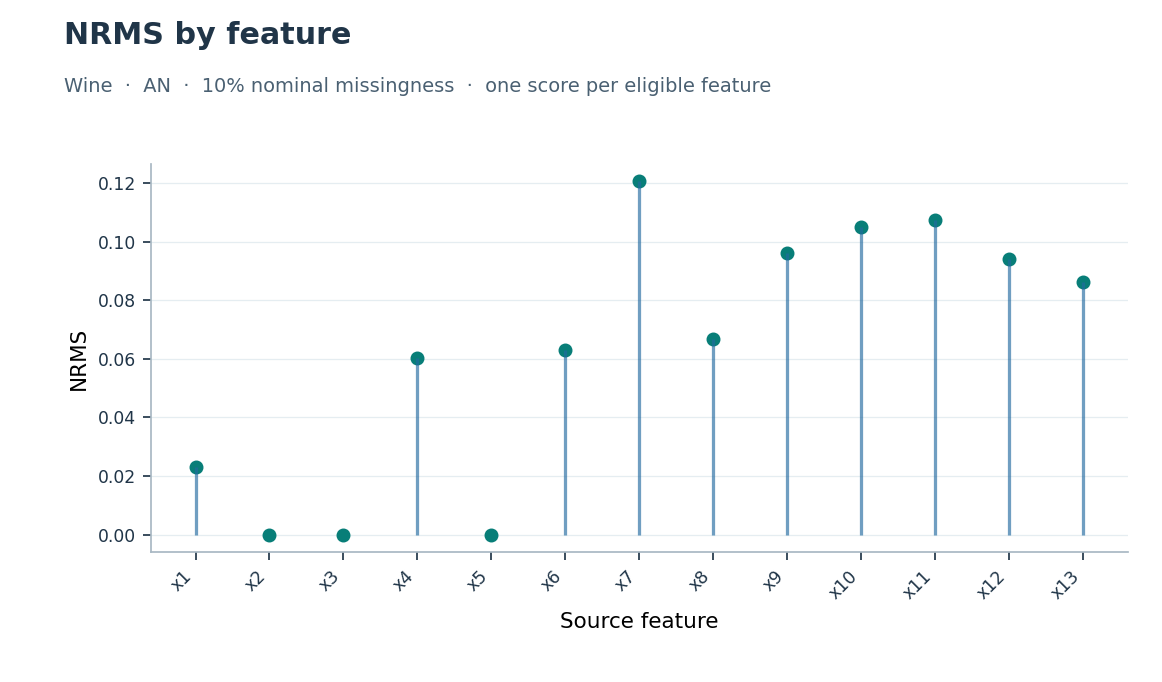 NRMS by feature
Wine · AN · 10% nominal missingness · one score per eligible feature
NRMS
0.12
0.10
0.08
0.06
0.04
0.02
0.00
x1 x2 x3 x4 x5 x6 x7 x8 x9 x10 x11 x12 x13
Source feature